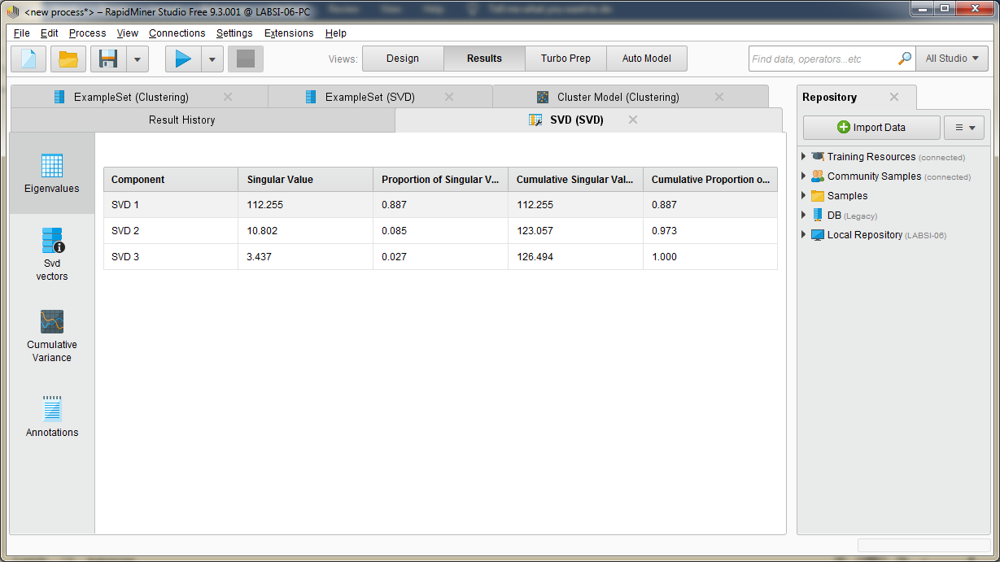 <new process*> – RapidMiner Studio Free 9.3.001 @ LABSI-06-PC
File Edit Process View Connections Settings Extensions Help
Views: Design Results Turbo Prep Auto Model Find data, operators...etc All Studio
ExampleSet (Clustering) ExampleSet (SVD) Cluster Model (Clustering)
Result History SVD (SVD)
Eigenvalues
Svd
vectors
Cumulative
Variance
Annotations
Component Singular Value Proportion of Singular V... Cumulative Singular Val... Cumulative Proportion o...
SVD 1 112.255 0.887 112.255 0.887
SVD 2 10.802 0.085 123.057 0.973
SVD 3 3.437 0.027 126.494 1.000
Repository
Import Data
Training Resources (connected)
Community Samples (connected)
Samples
DB (Legacy)
Local Repository (LABSI-06)